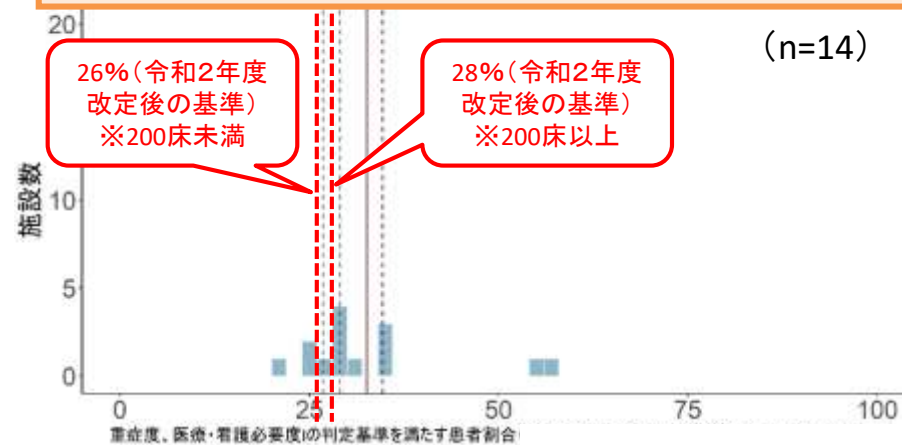 20
(n=14)
26%(令和2年度
改定後の基準)
※200床未満
28%(令和2年度
改定後の基準)
※200床以上
施設数
10
5
0
0
25
50
75
100
重症度、医療・看護必要度Iの判定基準を満たす患者割合